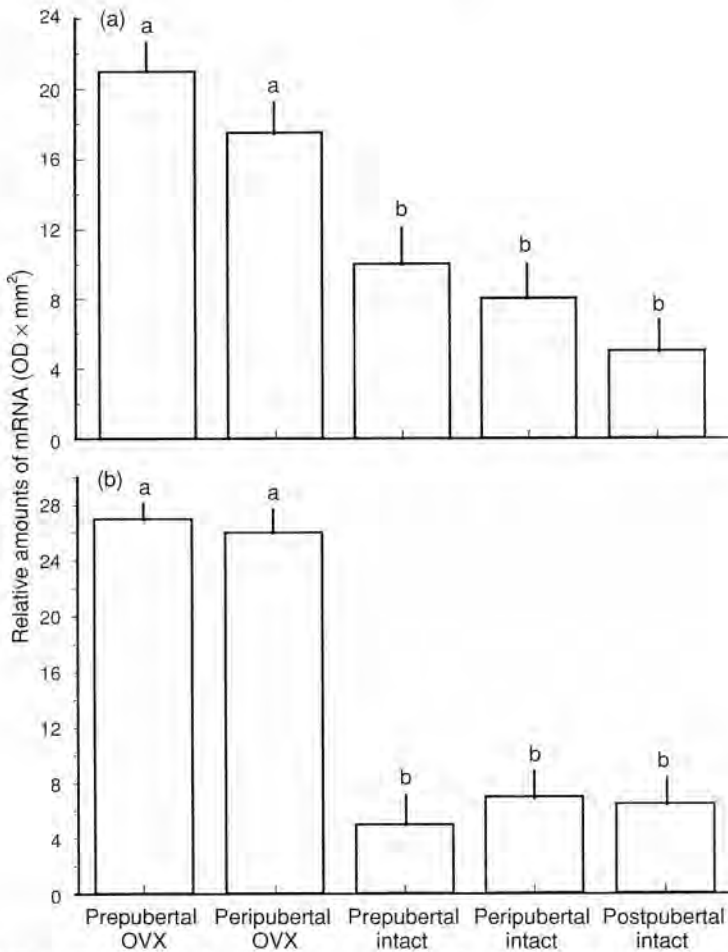 Relative amounts of mRNA (OD × mm²)
(a)
24
20
16
12
8
4
0
a
a
b
b
b
(b)
28
24
20
16
12
8
4
0
a
a
b
b
b
Prepubertal OVX
Peripubertal OVX
Prepubertal intact
Peripubertal intact
Postpubertal intact